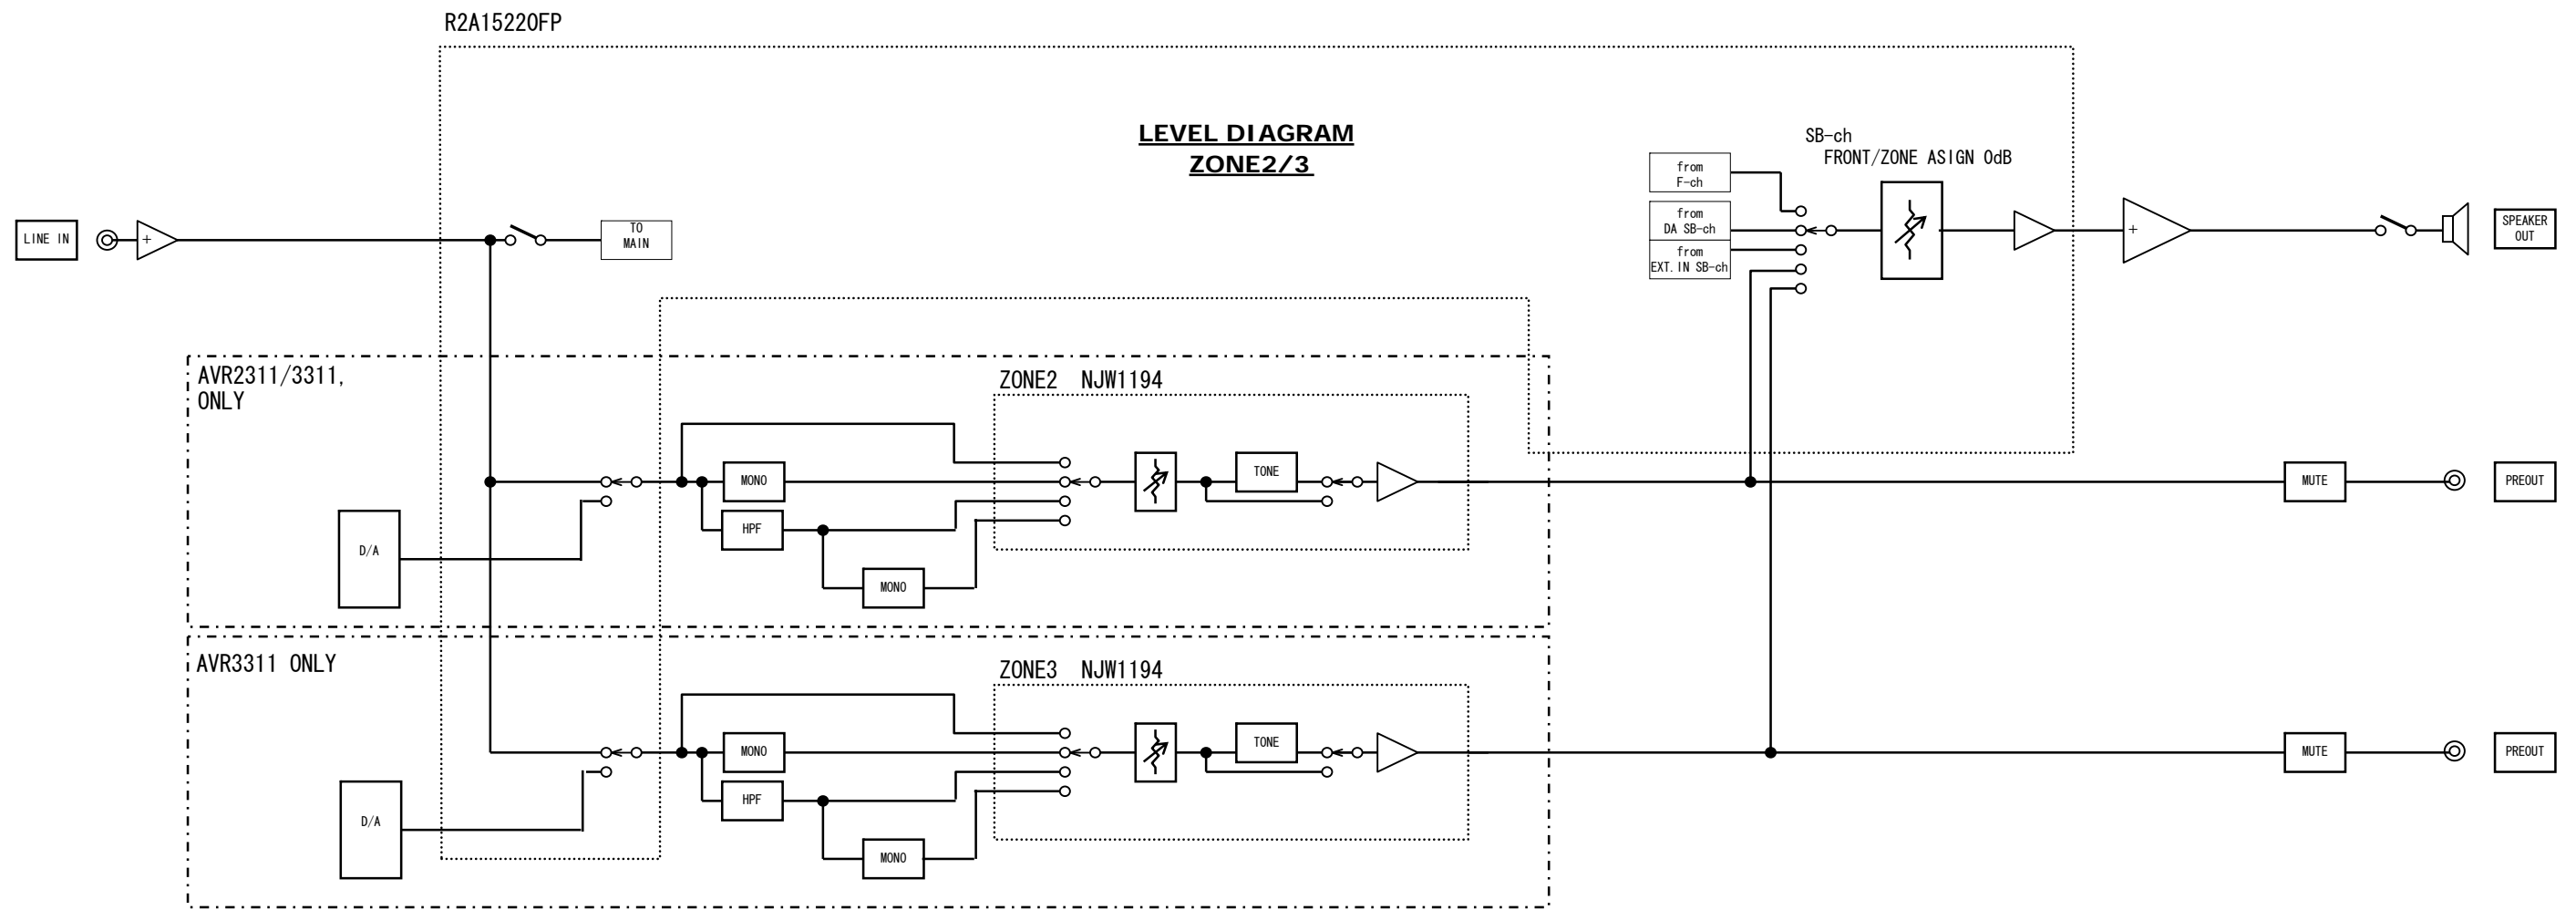 R2A15220FP
LEVEL DIAGRAM
ZONE2/3
SB-ch
FRONT/ZONE ASIGN 0dB
from
F-ch
from
DA SB-ch
from
EXT.IN SB-ch
LINE IN
+
TO
MAIN
+
SPEAKER
OUT
AVR2311/3311,
ONLY
ZONE2 NJW1194
MONO
TONE
HPF
D/A
MONO
MUTE
PREOUT
AVR3311 ONLY
ZONE3 NJW1194
MONO
TONE
HPF
D/A
MONO
MUTE
PREOUT